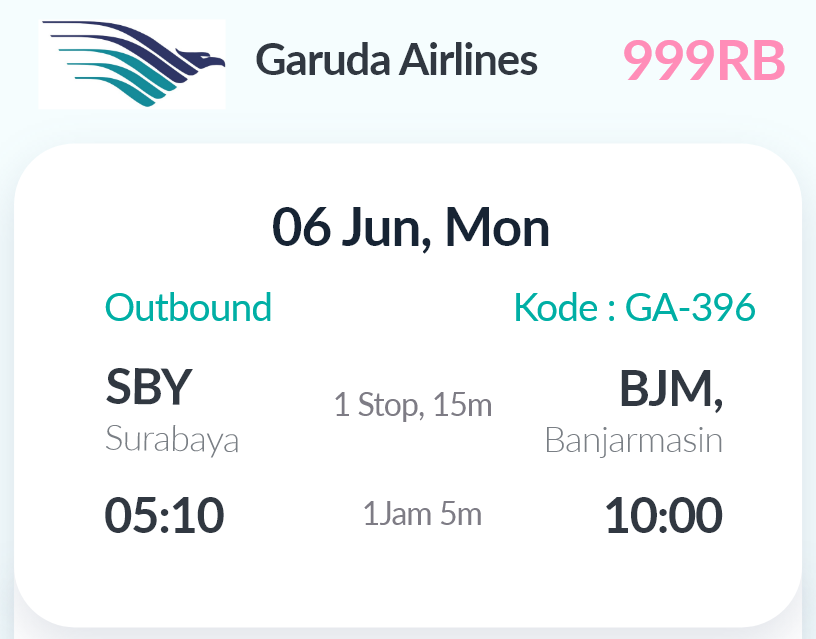 Garuda Airlines 999RB
06 Jun, Mon
Outbound Kode : GA-396
SBY 1 Stop, 15m BJM,
Surabaya Banjarmasin
05:10 1Jam 5m 10:00